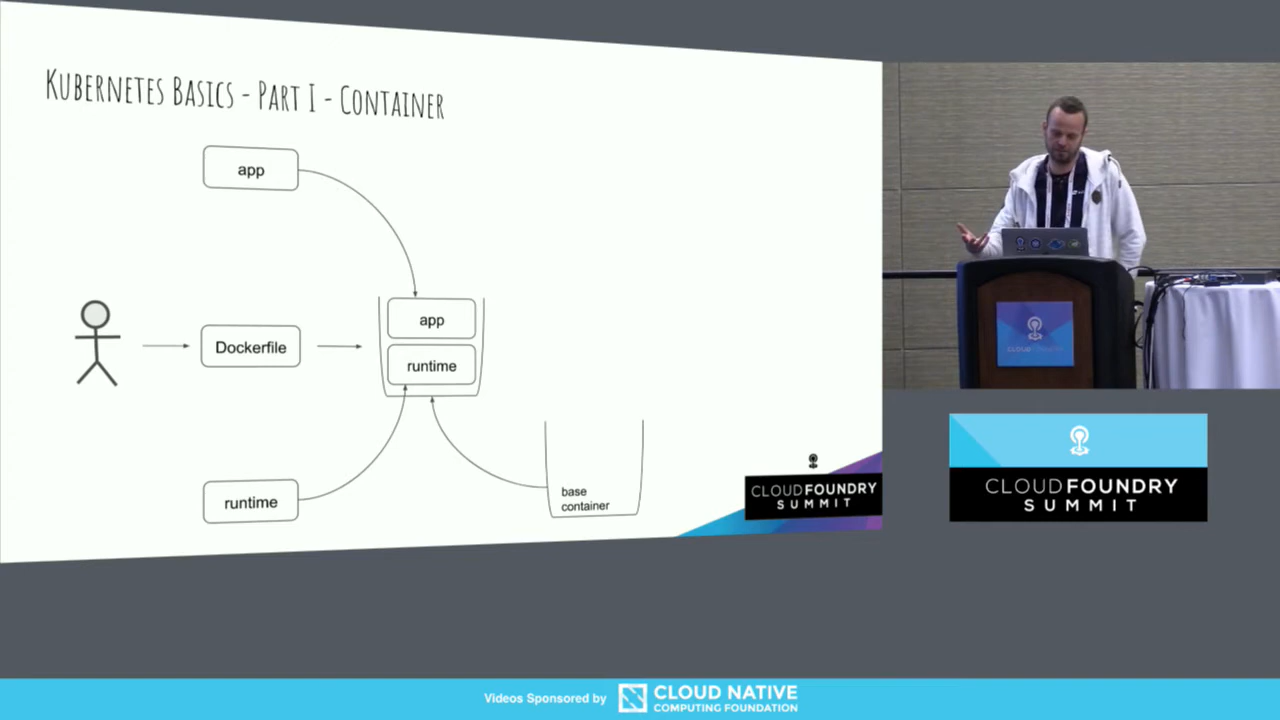 KUBERNETES BASICS - PART I - CONTAINER
app
app
Dockerfile
runtime
runtime
base
container
CLOUDFOUNDRY
SUMMIT
CLOUDFOUNDRY
SUMMIT
Videos Sponsored by
CLOUD NATIVE
COMPUTING FOUNDATION